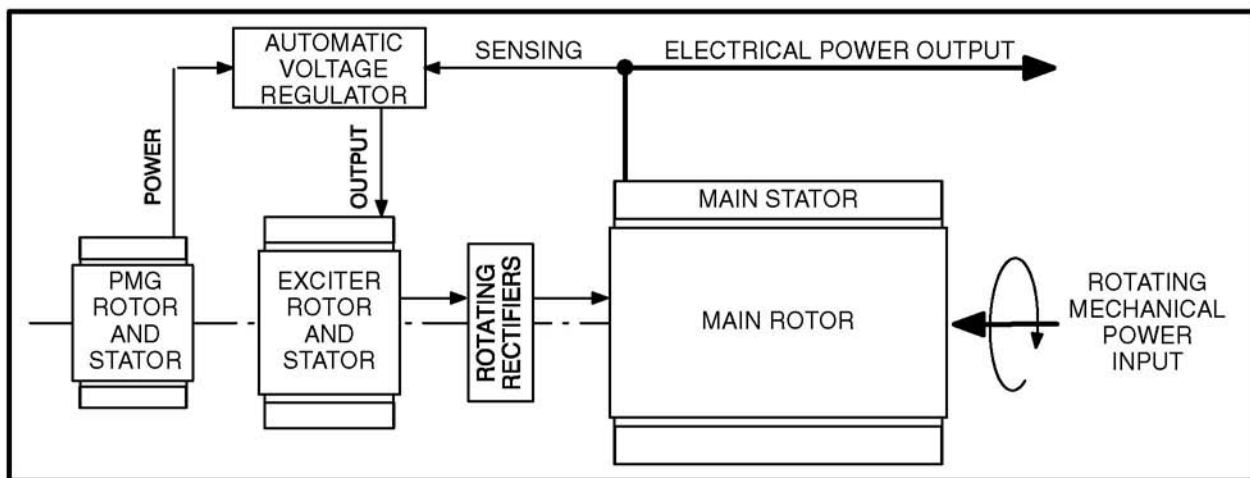 AUTOMATIC
VOLTAGE
REGULATOR
SENSING
ELECTRICAL POWER OUTPUT
POWER
OUTPUT
MAIN STATOR
PMG
ROTOR
AND
STATOR
EXCITER
ROTOR
AND
STATOR
ROTATING
RECTIFIERS
MAIN ROTOR
ROTATING
MECHANICAL
POWER
INPUT